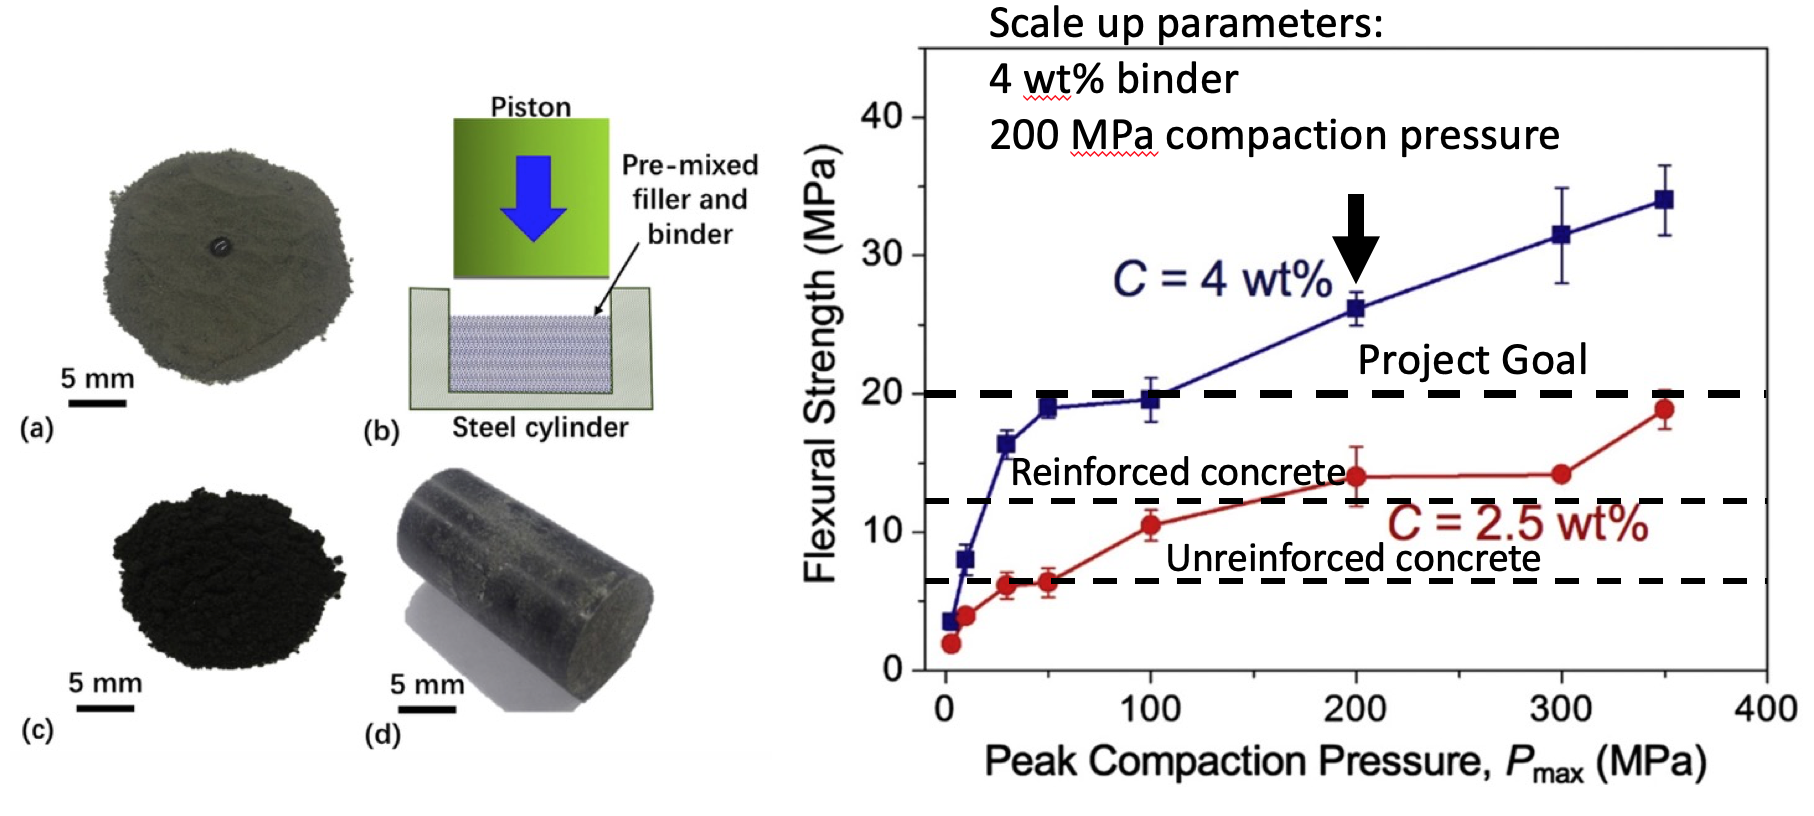 5 mm
(a)
Piston
Pre-mixed
filler and
binder
Steel cylinder
(b)
5 mm
(c)
5 mm
(d)
Scale up parameters:
4 wt% binder
200 MPa compaction pressure
C = 4 wt%
Project Goal
Reinforced concrete
C = 2.5 wt%
Unreinforced concrete
Flexural Strength (MPa)
40
30
20
10
0
0 100 200 300 400
Peak Compaction Pressure, Pmax (MPa)